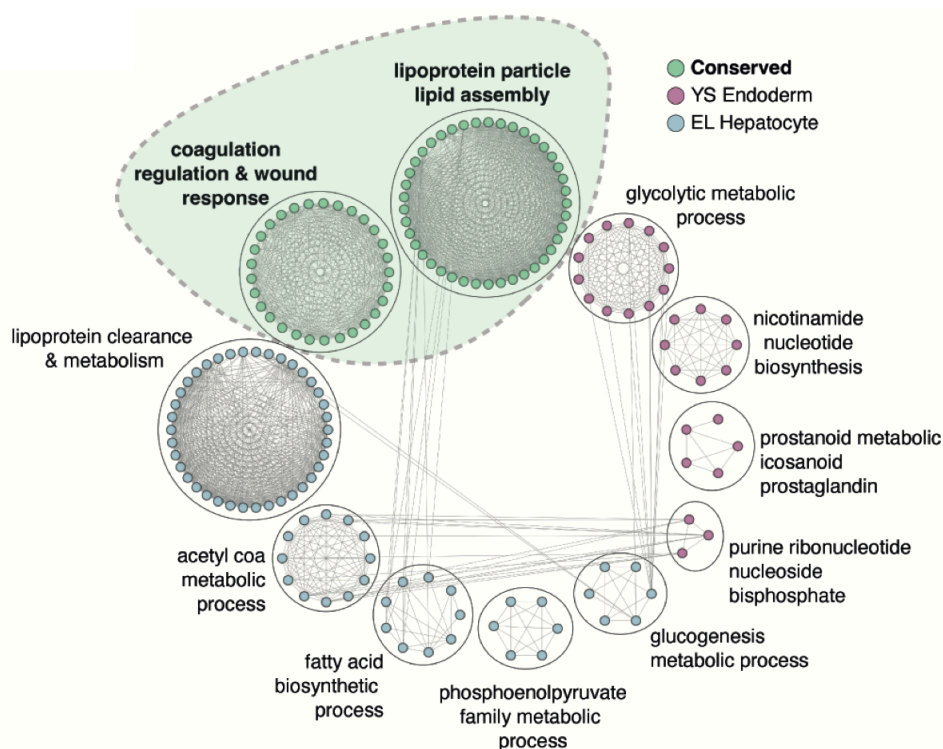 lipoprotein particle
lipid assembly
Conserved
YS Endoderm
EL Hepatocyte
coagulation
regulation & wound
response
glycolytic metabolic
process
nicotinamide
nucleotide
biosynthesis
lipoprotein clearance
& metabolism
prostanoid metabolic
icosanoid
prostaglandin
acetyl coa
metabolic
process
purine ribonucleotide
nucleoside
bisphosphate
fatty acid
biosynthetic
process
phosphoenolpyruvate
family metabolic
process
glucogenesis
metabolic process